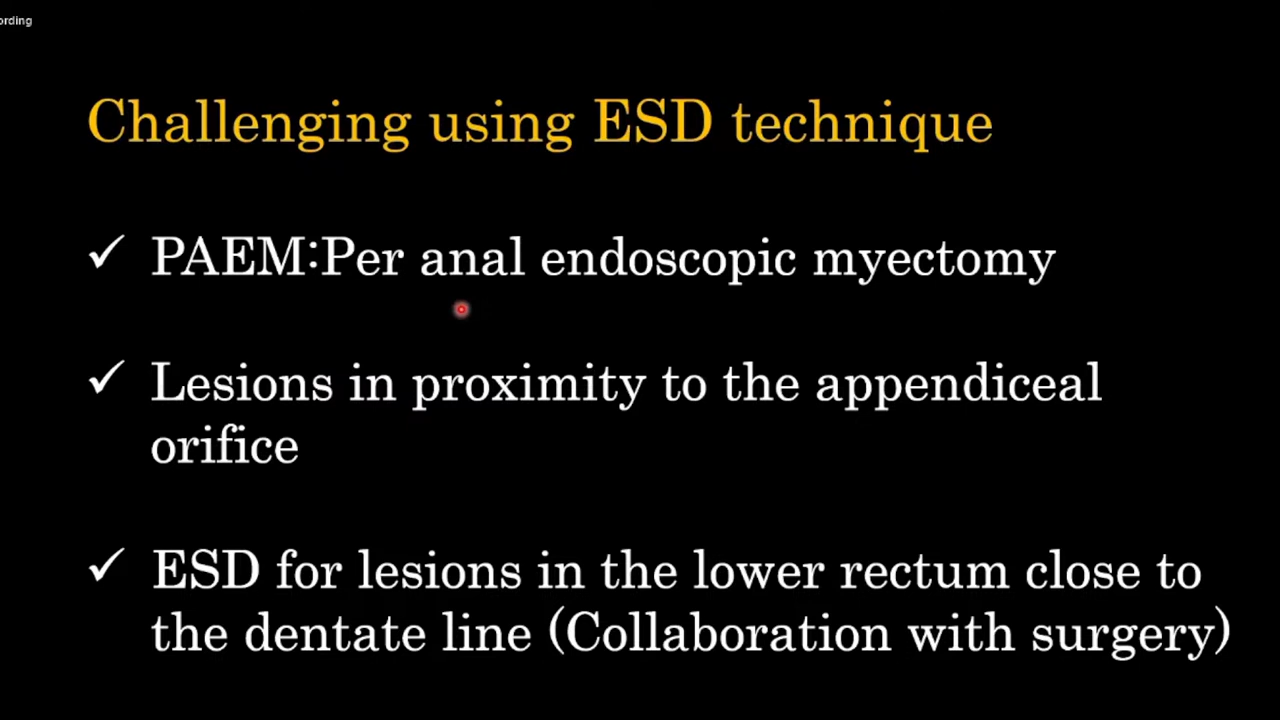 ording
Challenging using ESD technique
✓ PAEM:Per anal endoscopic myectomy
✓ Lesions in proximity to the appendiceal
orifice
✓ ESD for lesions in the lower rectum close to
the dentate line (Collaboration with surgery)